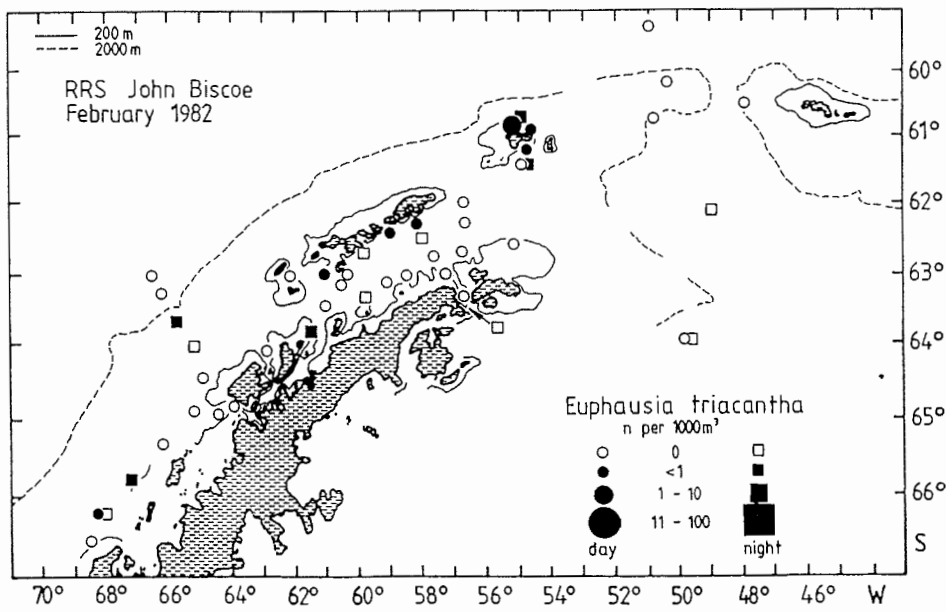 200 m
2000 m
RRS John Biscoe
February 1982
60°
61°
62°
63°
64°
65°
66°
S
Euphausia triacantha
n per 1000m³
0
<1
1 - 10
11 - 100
day night
70° 68° 66° 64° 62° 60° 58° 56° 54° 52° 50° 48° 46° W